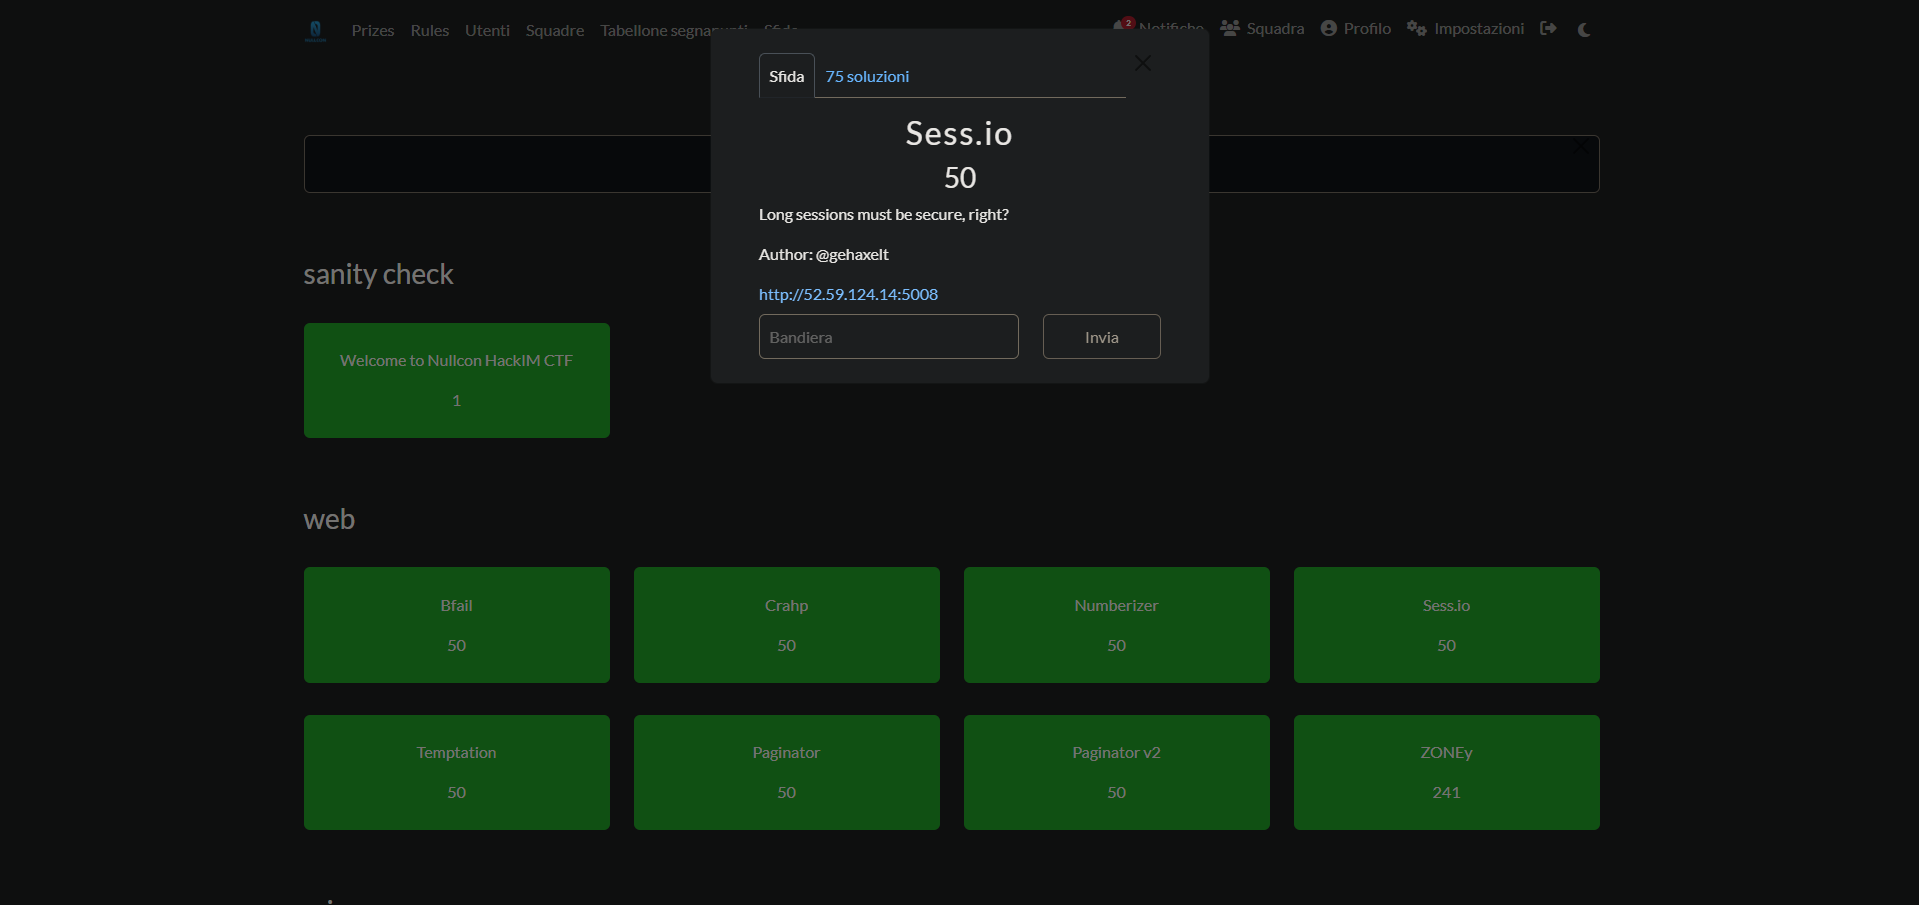 Prizes Rules Utenti Squadre Tabellone segnapunti Sfide 2 Notifiche Squadra Profilo Impostazioni
Sfida 75 soluzioni
Sess.io
50
Long sessions must be secure, right?
Author: @gehaxelt
http://52.59.124.14:5008
Bandiera Invia
sanity check
Welcome to Nullcon HackIM CTF
1
web
Bfail Crahp Numberizer Sess.io
50 50 50 50
Temptation Paginator Paginator v2 ZONEy
50 50 50 241